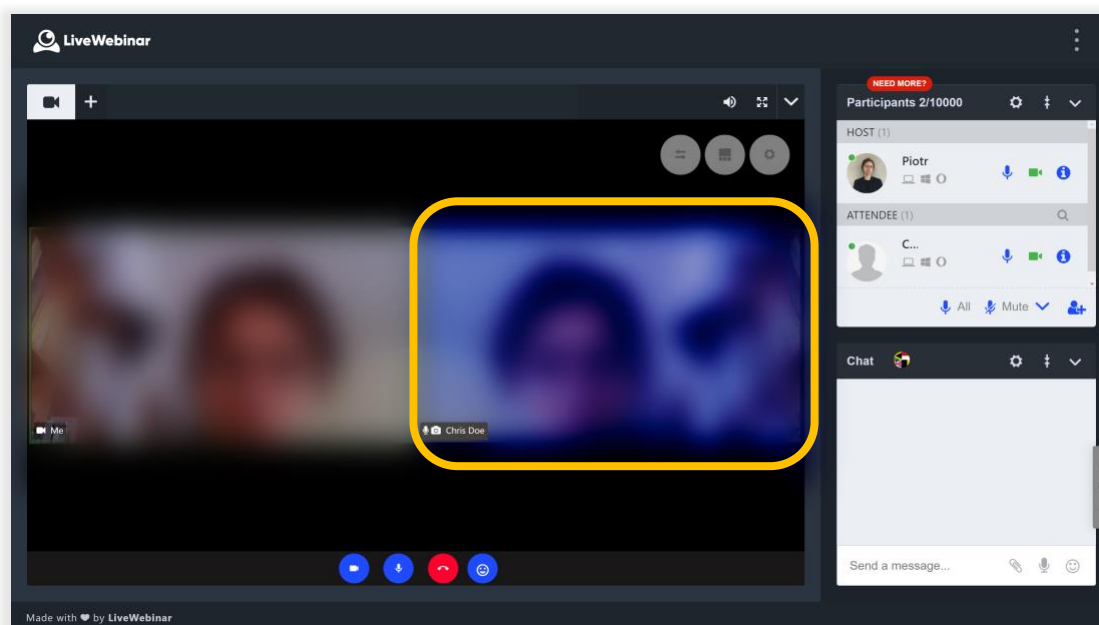 LiveWebinar
NEED MORE?
Participants 2/10000
HOST (1)
Piotr
ATTENDEE (1)
C...
All Mute
Me
Chris Doe
Chat
Send a message...
Made with ❤ by LiveWebinar